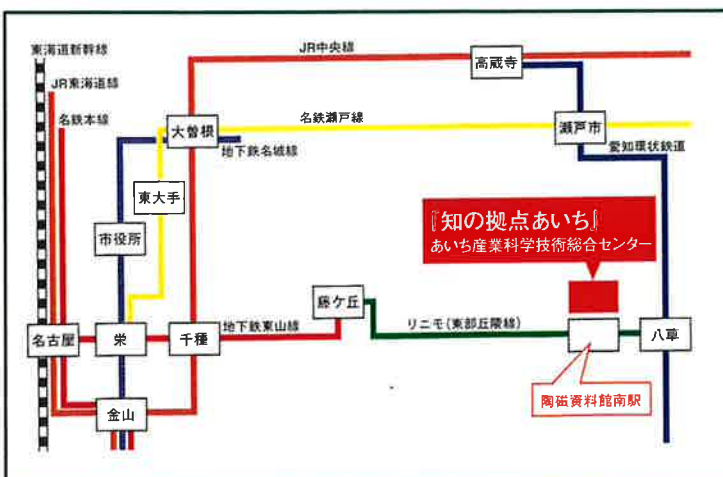 東海道新幹線
JR中央線
高蔵寺
JR東海道線
名鉄本線
大曽根
名鉄瀬戸線
瀬戸市
地下鉄名城線
愛知環状鉄道
東大手
『知の拠点あいち』
あいち産業科学技術総合センター
市役所
藤ケ丘
地下鉄東山線
リニモ(東部丘陵線)
名古屋
栄
千種
八草
陶磁資料館南駅
金山